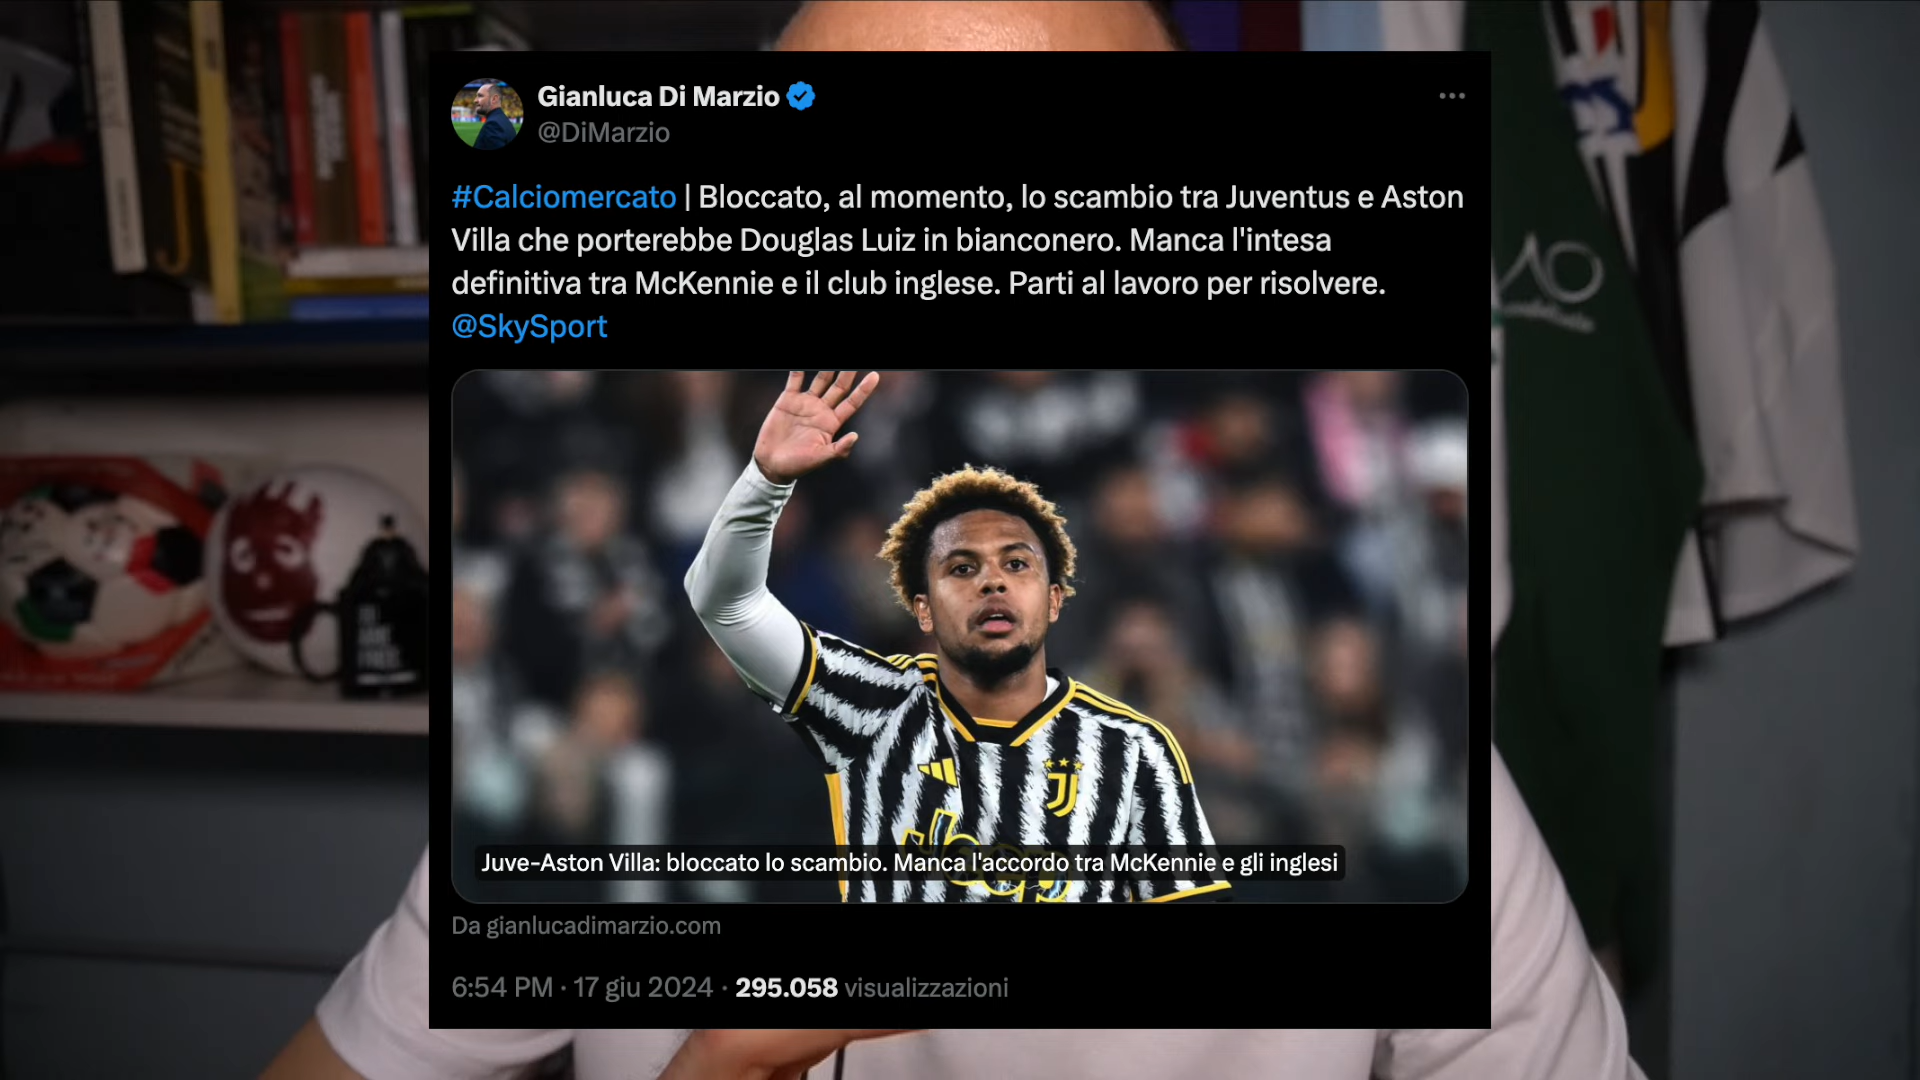 Gianluca Di Marzio
@DiMarzio
#Calciomercato | Bloccato, al momento, lo scambio tra Juventus e Aston
Villa che porterebbe Douglas Luiz in bianconero. Manca l'intesa
definitiva tra McKennie e il club inglese. Parti al lavoro per risolvere.
@SkySport
Jeep
Juve-Aston Villa: bloccato lo scambio. Manca l'accordo tra McKennie e gli inglesi
Da gianlucadimarzio.com
6:54 PM · 17 giu 2024 · 295.058 visualizzazioni